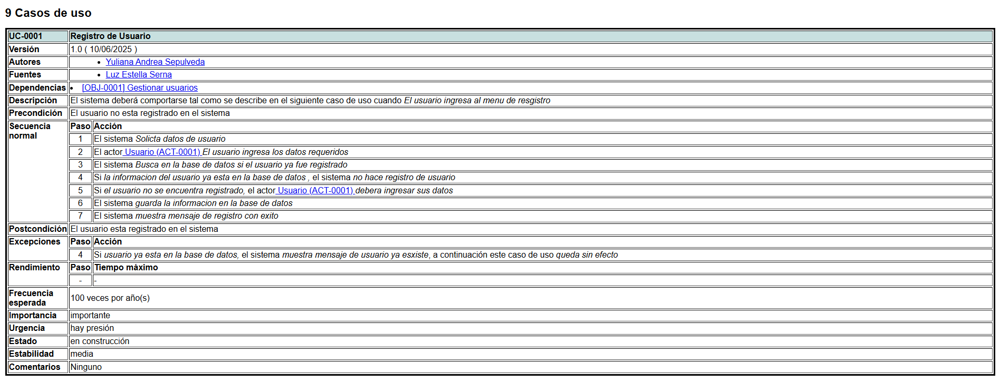 9 Casos de uso
UC-0001 Registro de Usuario
Versión 1.0 ( 10/06/2025 )
Autores • Yuliana Andrea Sepulveda
Fuentes • Luz Estella Serna
Dependencias • [OBJ-0001] Gestionar usuarios
Descripción El sistema deberá comportarse tal como se describe en el siguiente caso de uso cuando El usuario ingresa al menu de resgistro
Precondición El usuario no esta registrado en el sistema
Secuencia normal Paso Acción
1 El sistema Solicta datos de usuario
2 El actor Usuario (ACT-0001) El usuario ingresa los datos requeridos
3 El sistema Busca en la base de datos si el usuario ya fue registrado
4 Si la informacion del usuario ya esta en la base de datos , el sistema no hace registro de usuario
5 Si el usuario no se encuentra registrado, el actor Usuario (ACT-0001) debera ingresar sus datos
6 El sistema guarda la informacion en la base de datos
7 El sistema muestra mensaje de registro con exito
Postcondición El usuario esta registrado en el sistema
Excepciones Paso Acción
4 Si usuario ya esta en la base de datos, el sistema muestra mensaje de usuario ya esxiste, a continuación este caso de uso queda sin efecto
Rendimiento Paso Tiempo máximo
- -
Frecuencia esperada 100 veces por año(s)
Importancia importante
Urgencia hay presión
Estado en construcción
Estabilidad media
Comentarios Ninguno